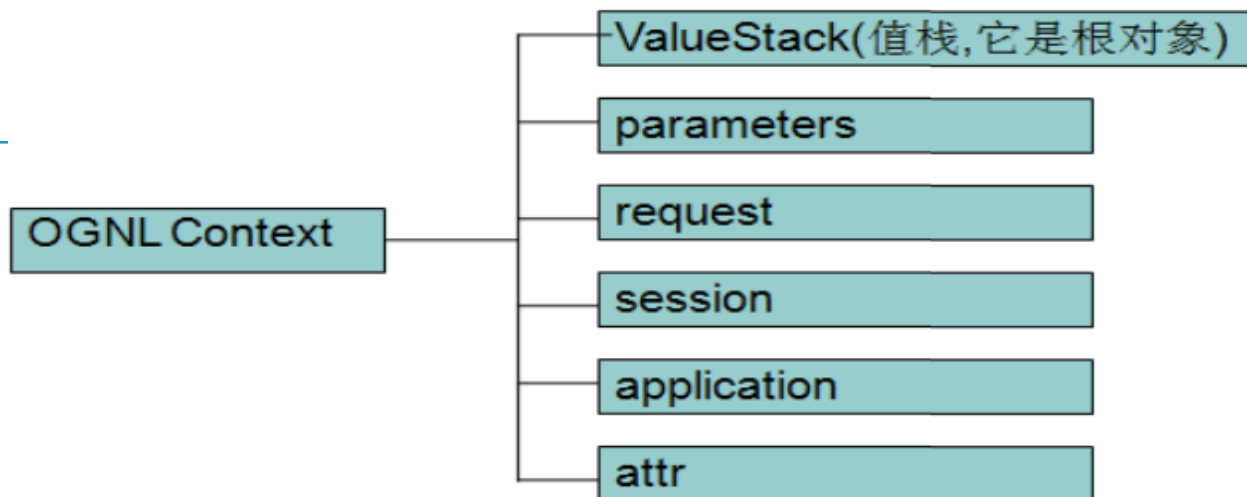 ValueStack(值栈,它是根对象)
parameters
request
OGNL Context
session
application
attr